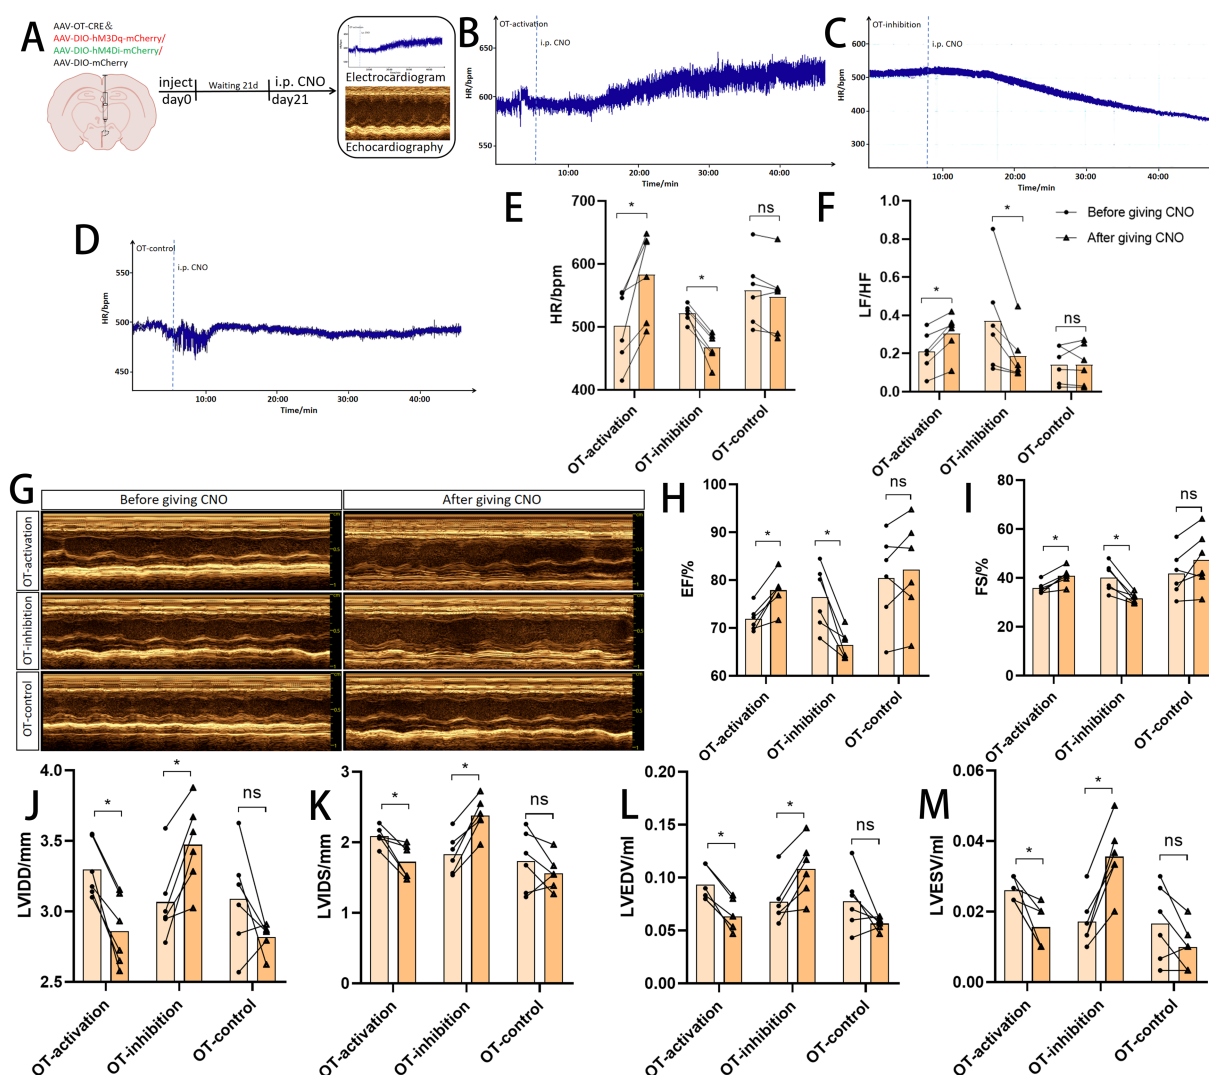 A
AAV-OT-CRE&
AAV-DIO-hM3Dq-mCherry/
AAV-DIO-hM4Di-mCherry/
AAV-DIO-mCherry
inject
Waiting 21d
i.p. CNO
day0
day21
Electrocardiogram
Echocardiography
B
OT-activation
i.p. CNO
HR/bpm
650
600
550
10:00
20:00
30:00
40:00
Time/min
C
OT-inhibition
i.p. CNO
HR/bpm
500
400
300
10:00
20:00
30:00
40:00
Time/min
D
OT-control
i.p. CNO
HR/bpm
550
500
450
10:00
20:00
30:00
40:00
Time/min
E
HR/bpm
700
600
500
400
*
*
ns
OT-activation
OT-inhibition
OT-control
F
LF/HF
1.0
0.8
0.6
0.4
0.2
0.0
*
*
ns
OT-activation
OT-inhibition
OT-control
Before giving CNO
After giving CNO
G
Before giving CNO
After giving CNO
OT-activation
OT-inhibition
OT-control
H
EF/%
100
90
80
70
60
*
*
ns
OT-activation
OT-inhibition
OT-control
I
FS/%
80
60
40
20
0
*
*
ns
OT-activation
OT-inhibition
OT-control
J
LVIDD/mm
4.0
3.5
3.0
2.5
*
*
ns
OT-activation
OT-inhibition
OT-control
K
LVIDS/mm
3
2
1
0
*
*
ns
OT-activation
OT-inhibition
OT-control
L
LVEDV/ml
0.20
0.15
0.10
0.05
0.00
*
*
ns
OT-activation
OT-inhibition
OT-control
M
LVESV/ml
0.06
0.04
0.02
0.00
*
*
ns
OT-activation
OT-inhibition
OT-control